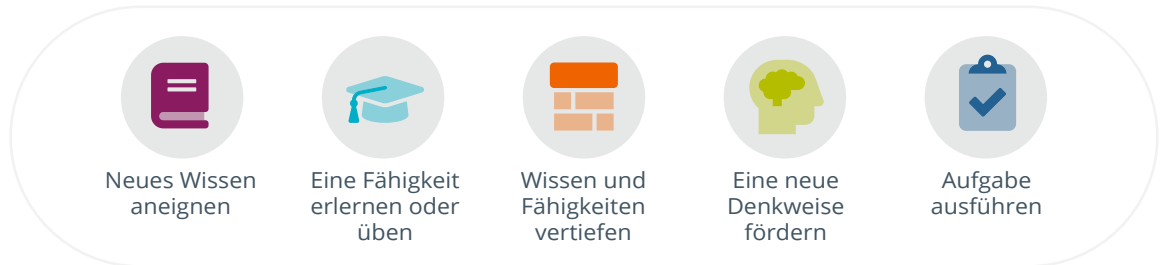 Neues Wissen
aneignen
Eine Fähigkeit
erlernen oder
üben
Wissen und
Fähigkeiten
vertiefen
Eine neue
Denkweise
fördern
Aufgabe
ausführen